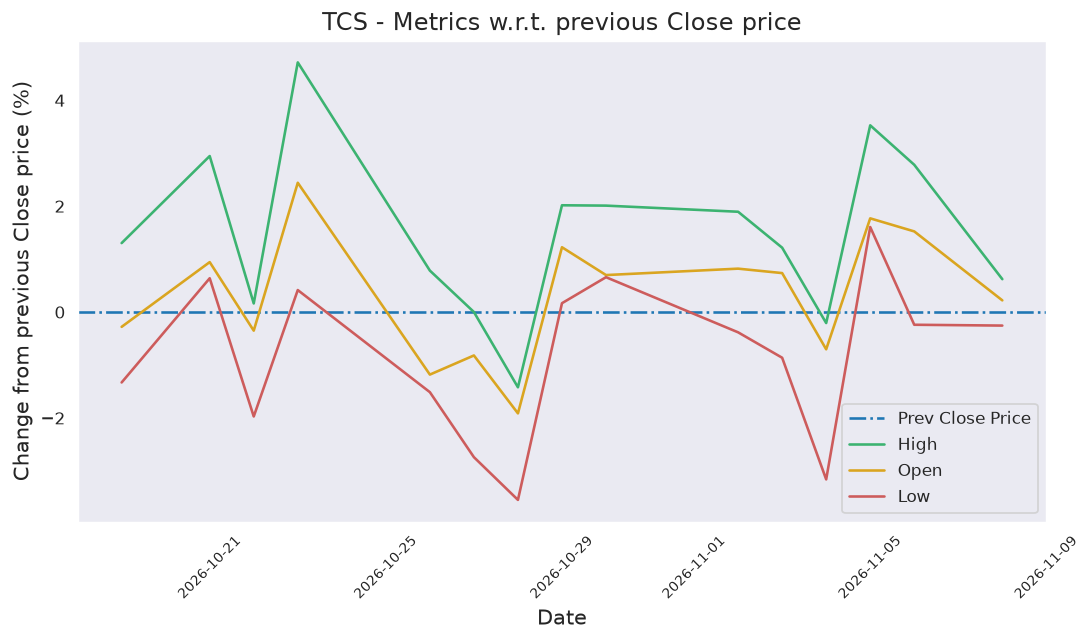 TCS - Metrics w.r.t. previous Close price
Change from previous Close price (%)
4
2
0
−2
Prev Close Price
High
Open
Low
2026-10-21
2026-10-25
2026-10-29
2026-11-01
2026-11-05
2026-11-09
Date